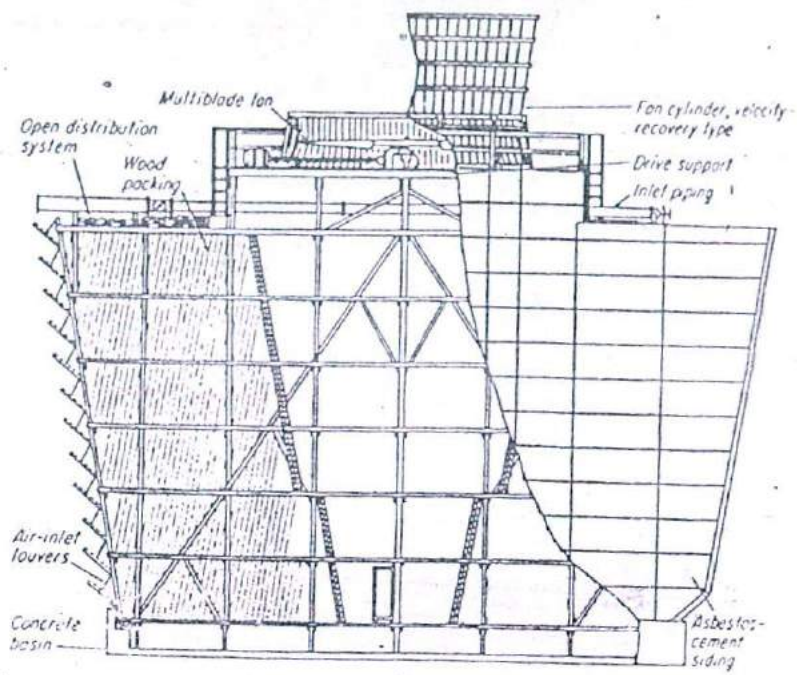 Multiblade fan
Open distribution
system
Wood
packing
Fan cylinder, velocity-
recovery type
Drive support
Inlet piping
Air-inlet
louvers
Concrete
basin
Asbestos-
cement
siding